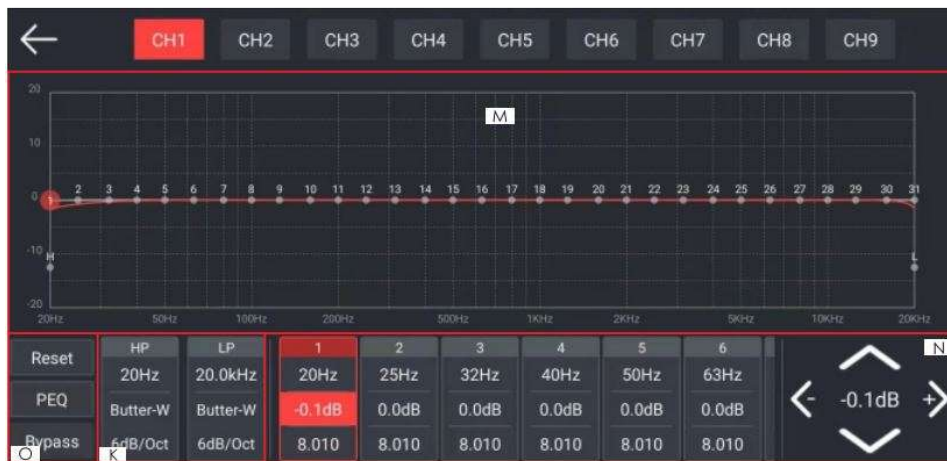 CH1 CH2 CH3 CH4 CH5 CH6 CH7 CH8 CH9
20
M
10
2 3 4 5 6 7 8 9 10 11 12 13 14 15 16 17 18 19 20 21 22 23 24 25 26 27 28 29 30 31
0 1
-10 H L
-20
20Hz 50Hz 100Hz 200Hz 500Hz 1KHz 2KHz 5KHz 10KHz 20KHz
Reset HP LP 1 2 3 4 5 6 N
20Hz 20.0kHz 20Hz 25Hz 32Hz 40Hz 50Hz 63Hz
PEQ Butter-W Butter-W -0.1dB 0.0dB 0.0dB 0.0dB 0.0dB 0.0dB - -0.1dB +
Bypass 6dB/Oct 6dB/Oct 8.010 8.010 8.010 8.010 8.010 8.010
O K